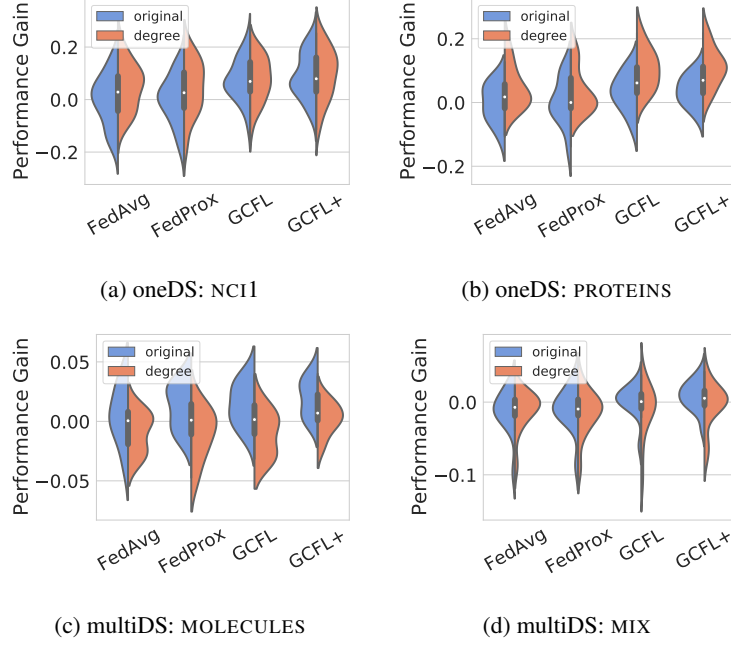 original
degree
Performance Gain
0.2
0.0
−0.2
FedAvg
FedProx
GCFL
GCFL+
(a) oneDS: NCI1
original
degree
Performance Gain
0.2
0.0
−0.2
FedAvg
FedProx
GCFL
GCFL+
(b) oneDS: PROTEINS
original
degree
Performance Gain
0.05
0.00
−0.05
FedAvg
FedProx
GCFL
GCFL+
(c) multiDS: MOLECULES
original
degree
Performance Gain
0.0
−0.1
FedAvg
FedProx
GCFL
GCFL+
(d) multiDS: MIX